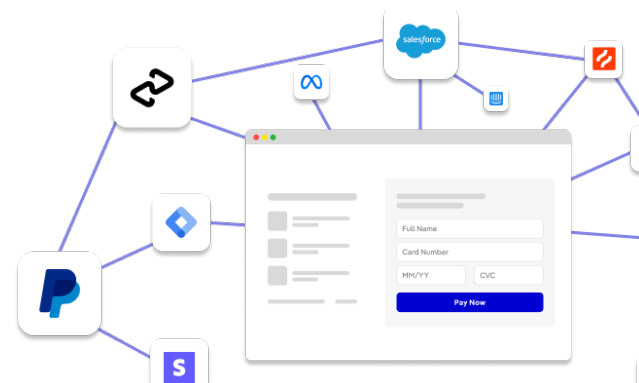 salesforce
Full Name
Card Number
MM/YY
CVC
Pay Now
S